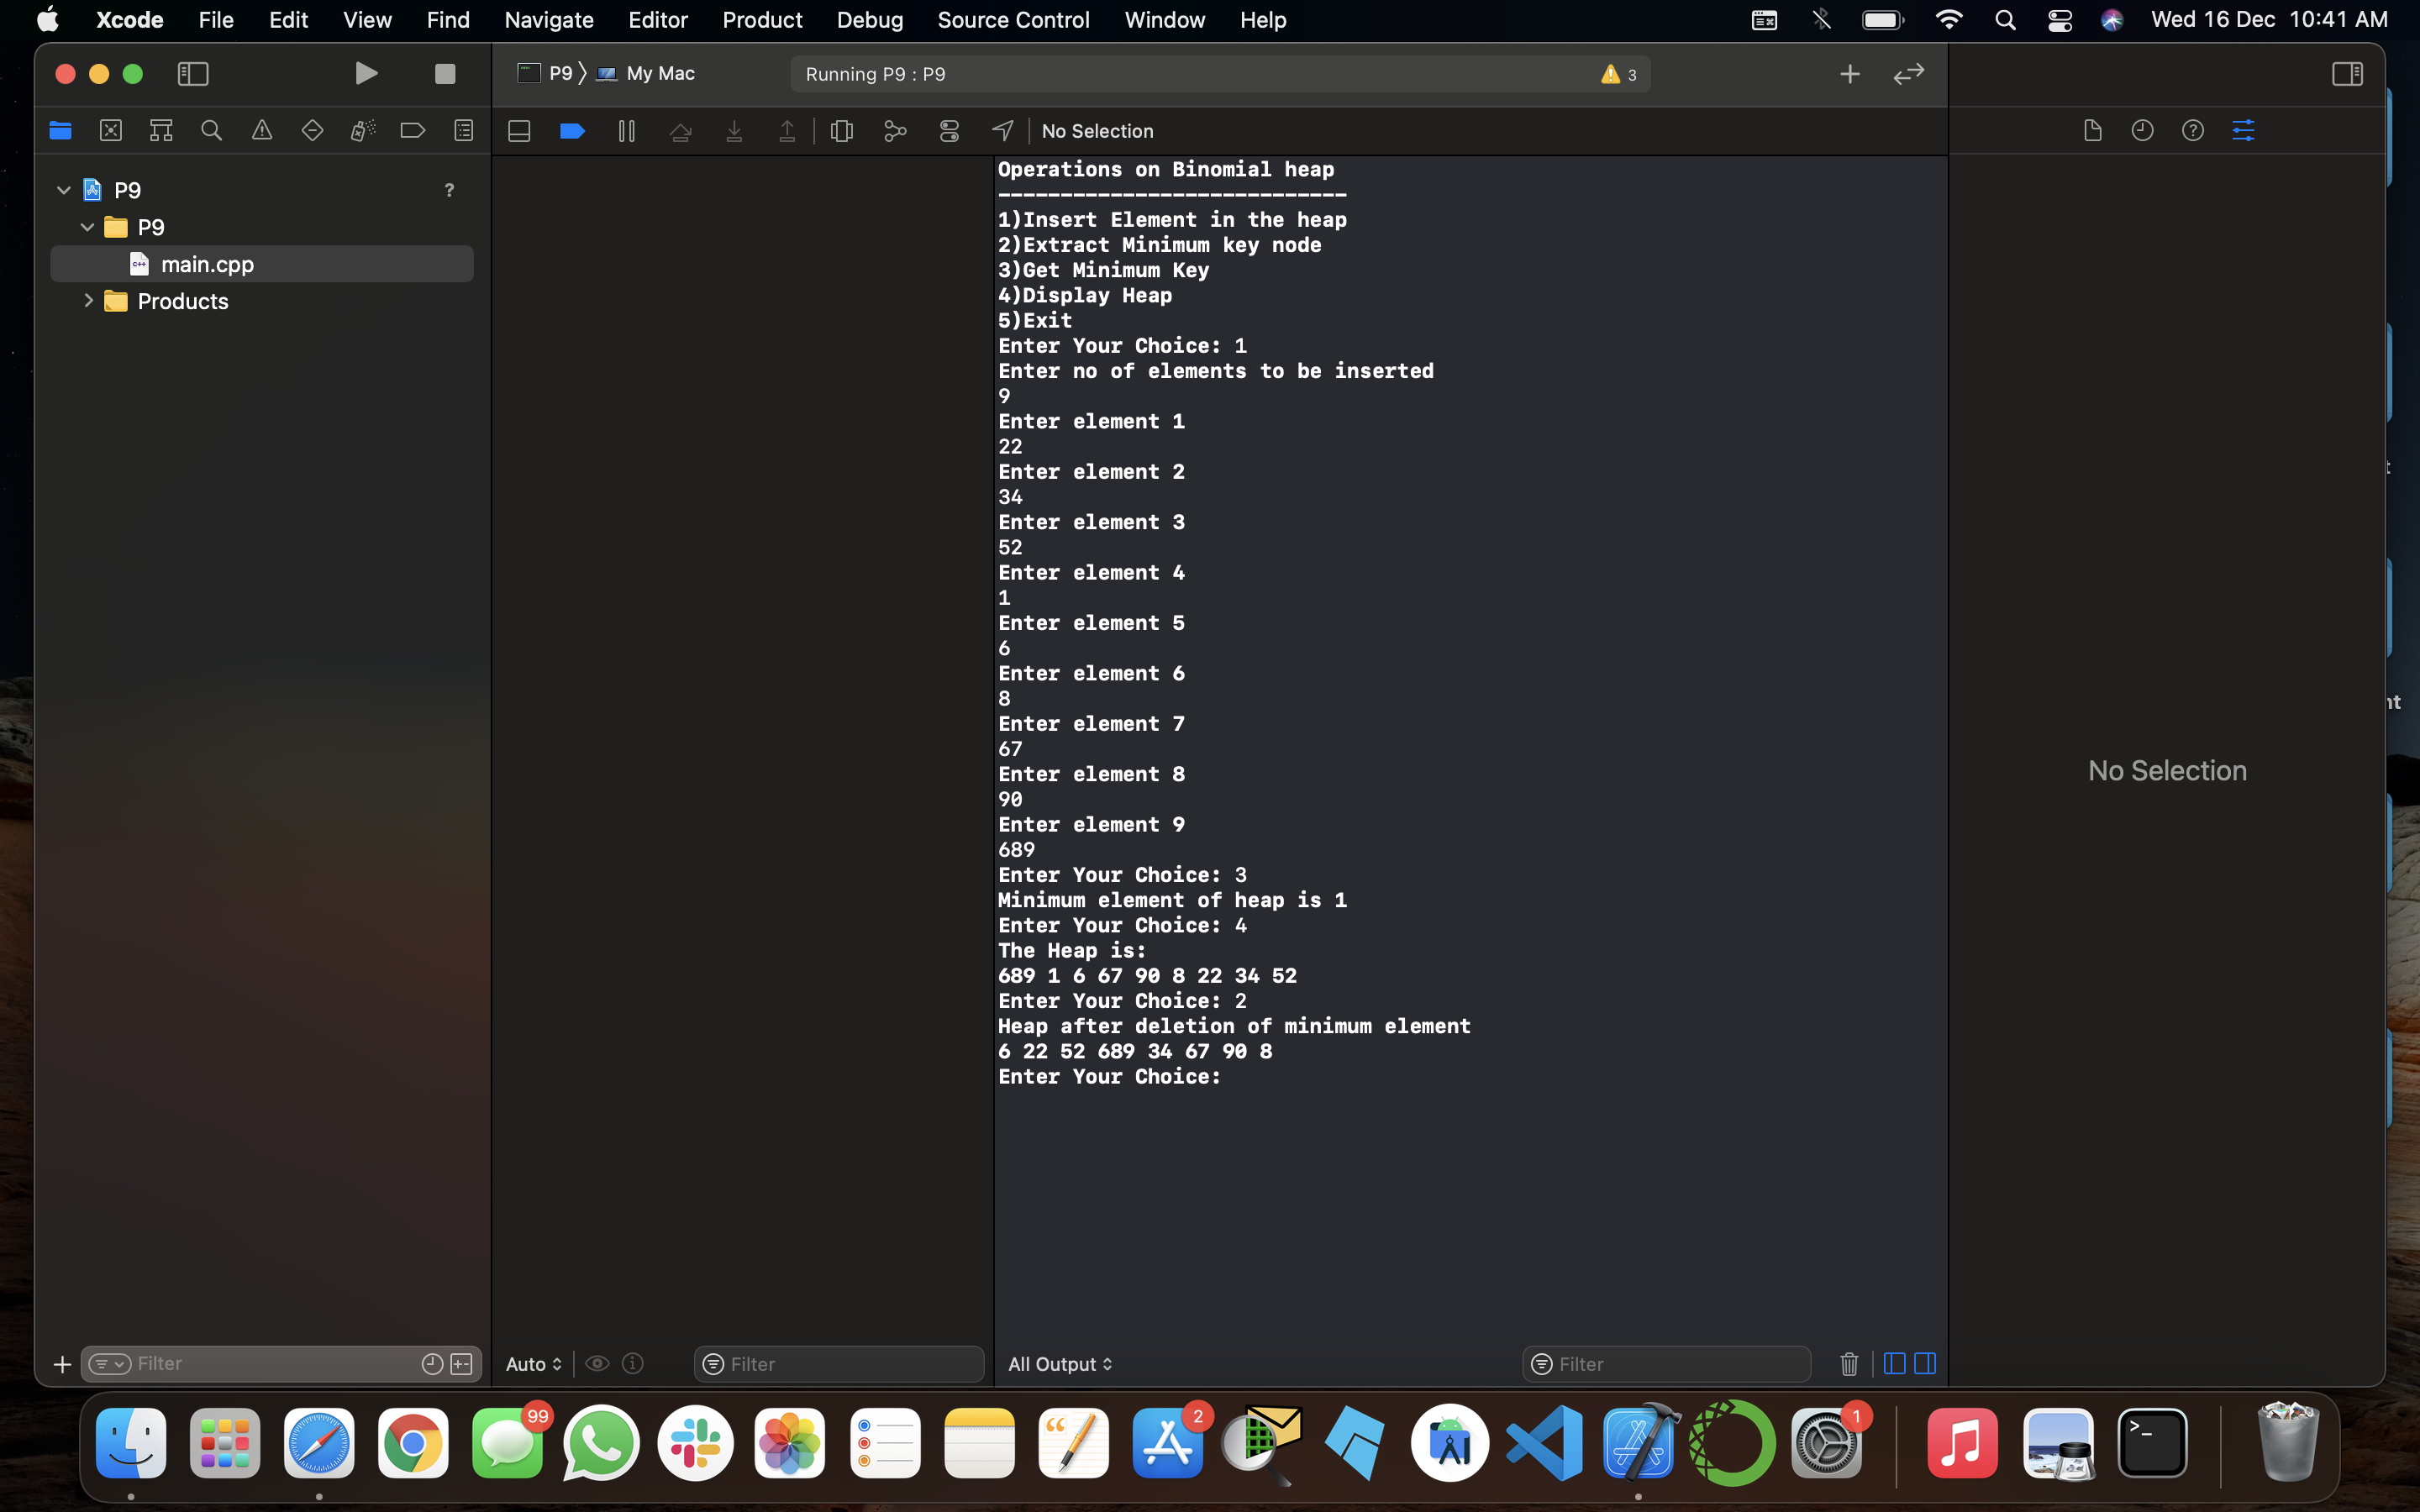 Xcode File Edit View Find Navigate Editor Product Debug Source Control Window Help Wed 16 Dec 10:41 AM
P9 My Mac Running P9 : P9 3
No Selection
P9 ?
P9
main.cpp
Products
Operations on Binomial heap
----------------------------
1)Insert Element in the heap
2)Extract Minimum key node
3)Get Minimum Key
4)Display Heap
5)Exit
Enter Your Choice: 1
Enter no of elements to be inserted
9
Enter element 1
22
Enter element 2
34
Enter element 3
52
Enter element 4
1
Enter element 5
6
Enter element 6
8
Enter element 7
67
Enter element 8
90
Enter element 9
689
Enter Your Choice: 3
Minimum element of heap is 1
Enter Your Choice: 4
The Heap is:
689 1 6 67 90 8 22 34 52
Enter Your Choice: 2
Heap after deletion of minimum element
6 22 52 689 34 67 90 8
Enter Your Choice:
No Selection
Filter Auto Filter All Output Filter
99 2 1